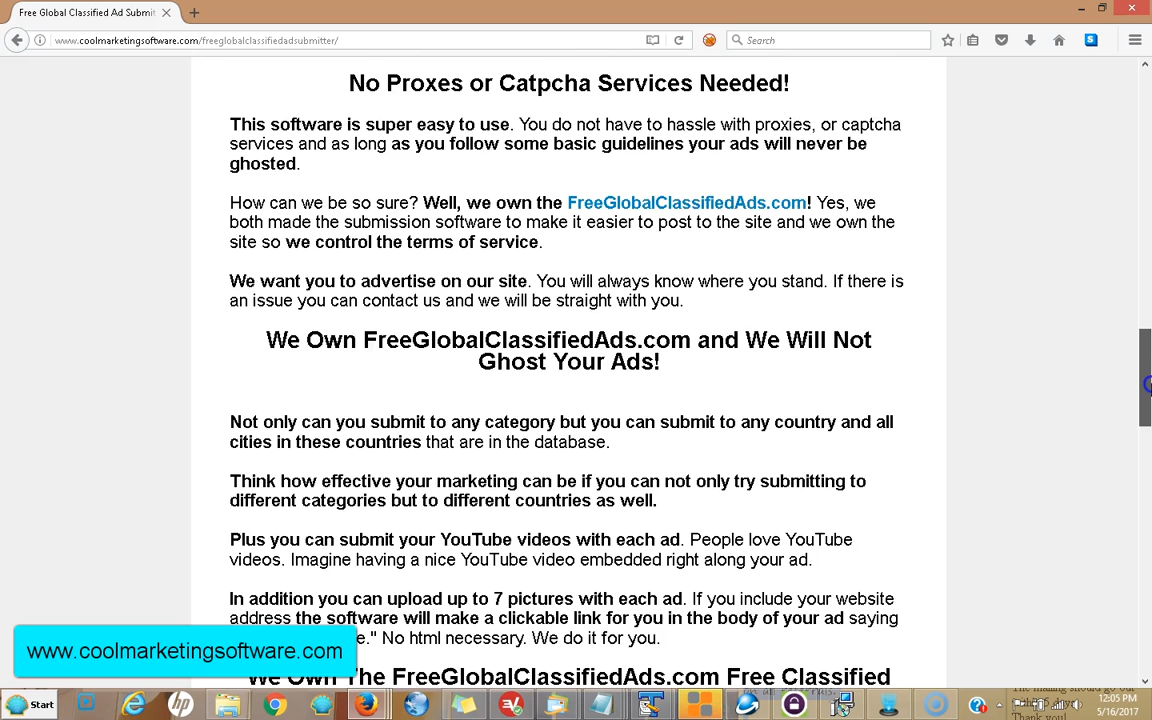 Free Global Classified Ad Submit
www.coolmarketingsoftware.com/freeglobalclassifiedadsubmitter/
Search
No Proxes or Catpcha Services Needed!
This software is super easy to use. You do not have to hassle with proxies, or captcha
services and as long as you follow some basic guidelines your ads will never be
ghosted.
How can we be so sure? Well, we own the FreeGlobalClassifiedAds.com! Yes, we
both made the submission software to make it easier to post to the site and we own the
site so we control the terms of service.
We want you to advertise on our site. You will always know where you stand. If there is
an issue you can contact us and we will be straight with you.
We Own FreeGlobalClassifiedAds.com and We Will Not
Ghost Your Ads!
Not only can you submit to any category but you can submit to any country and all
cities in these countries that are in the database.
Think how effective your marketing can be if you can not only try submitting to
different categories but to different countries as well.
Plus you can submit your YouTube videos with each ad. People love YouTube
videos. Imagine having a nice YouTube video embedded right along your ad.
In addition you can upload up to 7 pictures with each ad. If you include your website
address the software will make a clickable link for you in the body of your ad saying
e." No html necessary. We do it for you.
We Own The FreeGlobalClassifiedAds.com Free Classified
www.coolmarketingsoftware.com
Start
12:05 PM
5/16/2017
Thank you!